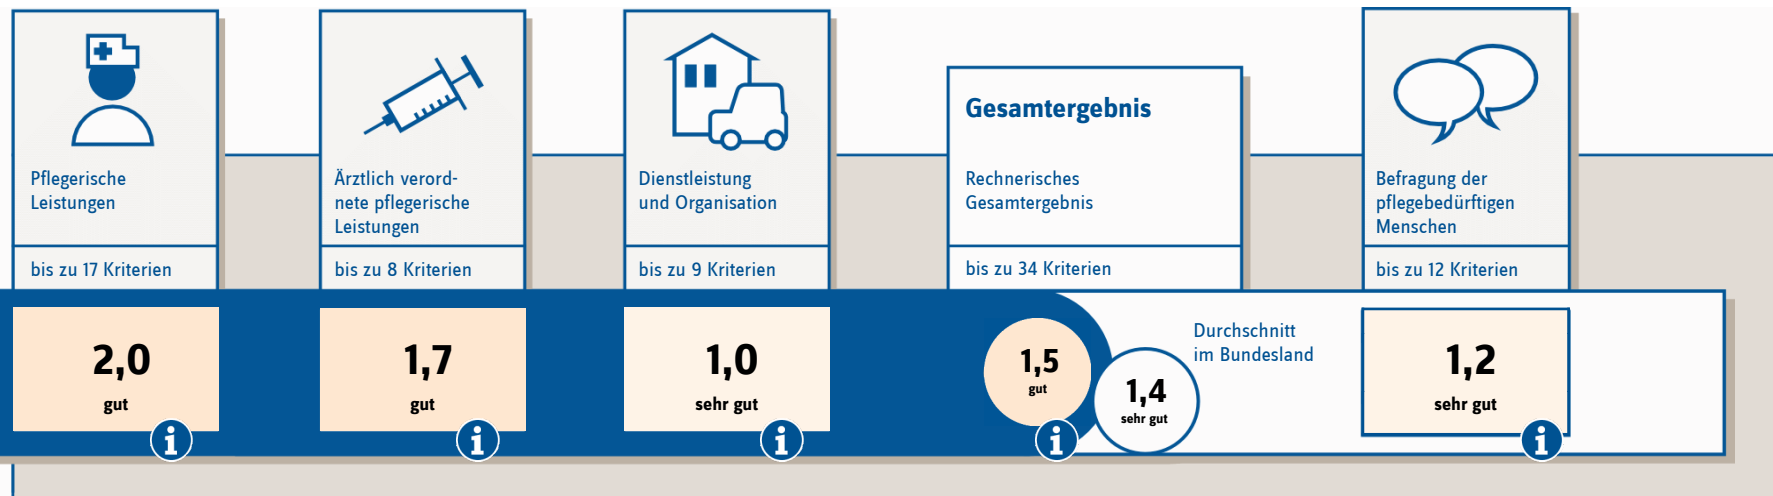 Pflegerische
Leistungen
bis zu 17 Kriterien
2,0
gut
i
Ärztlich verord-
nete pflegerische
Leistungen
bis zu 8 Kriterien
1,7
gut
i
Dienstleistung
und Organisation
bis zu 9 Kriterien
1,0
sehr gut
i
Gesamtergebnis
Rechnerisches
Gesamtergebnis
bis zu 34 Kriterien
1,5
gut
i
1,4
sehr gut
Durchschnitt
im Bundesland
Befragung der
pflegebedürftigen
Menschen
bis zu 12 Kriterien
1,2
sehr gut
i